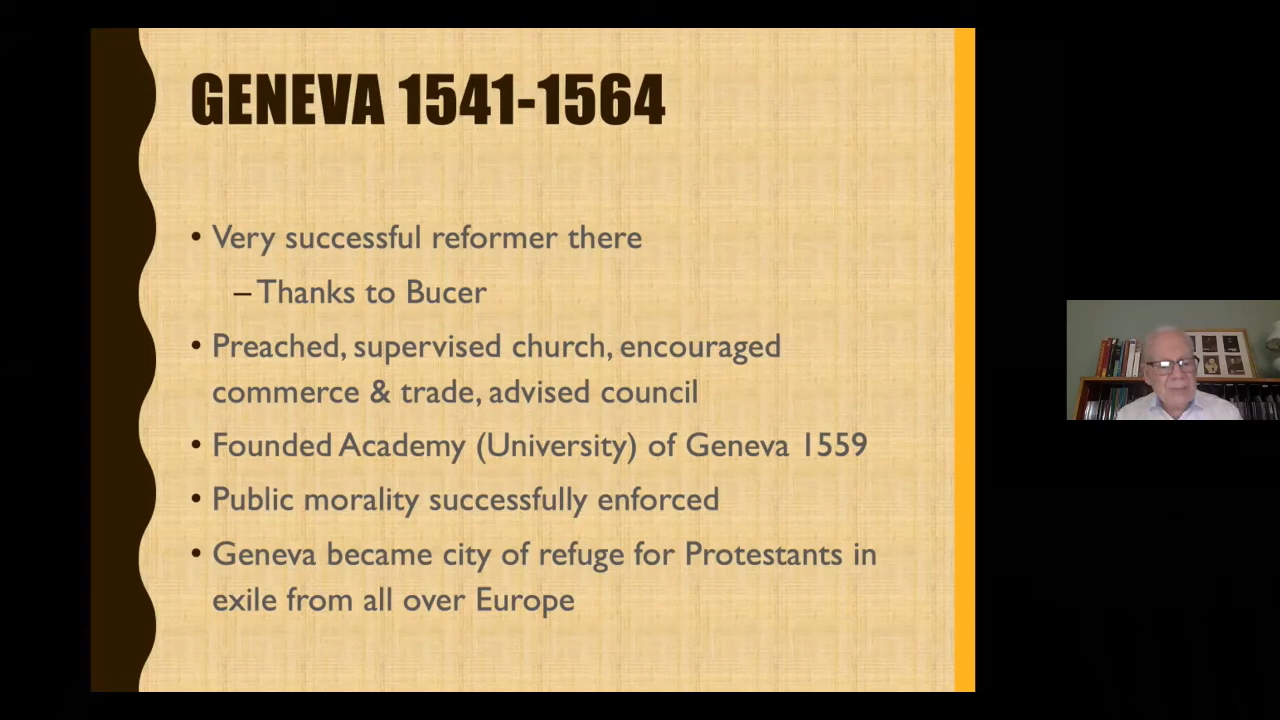 GENEVA 1541-1564
• Very successful reformer there
– Thanks to Bucer
• Preached, supervised church, encouraged
commerce & trade, advised council
• Founded Academy (University) of Geneva 1559
• Public morality successfully enforced
• Geneva became city of refuge for Protestants in
exile from all over Europe